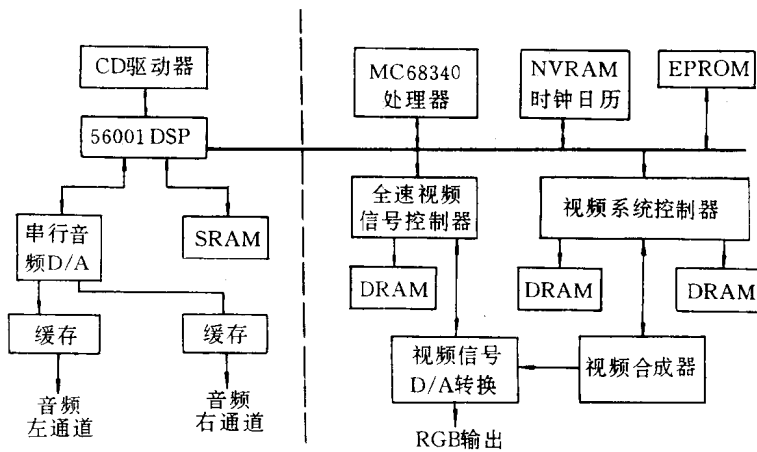 CD驱动器
56001 DSP
串行音
频D/A
SRAM
缓存
缓存
音频
左通道
音频
右通道
MC68340
处理器
NVRAM
时钟日历
EPROM
全速视频
信号控制器
视频系统控制器
DRAM
DRAM
DRAM
视频信号
D/A转换
视频合成器
RGB输出